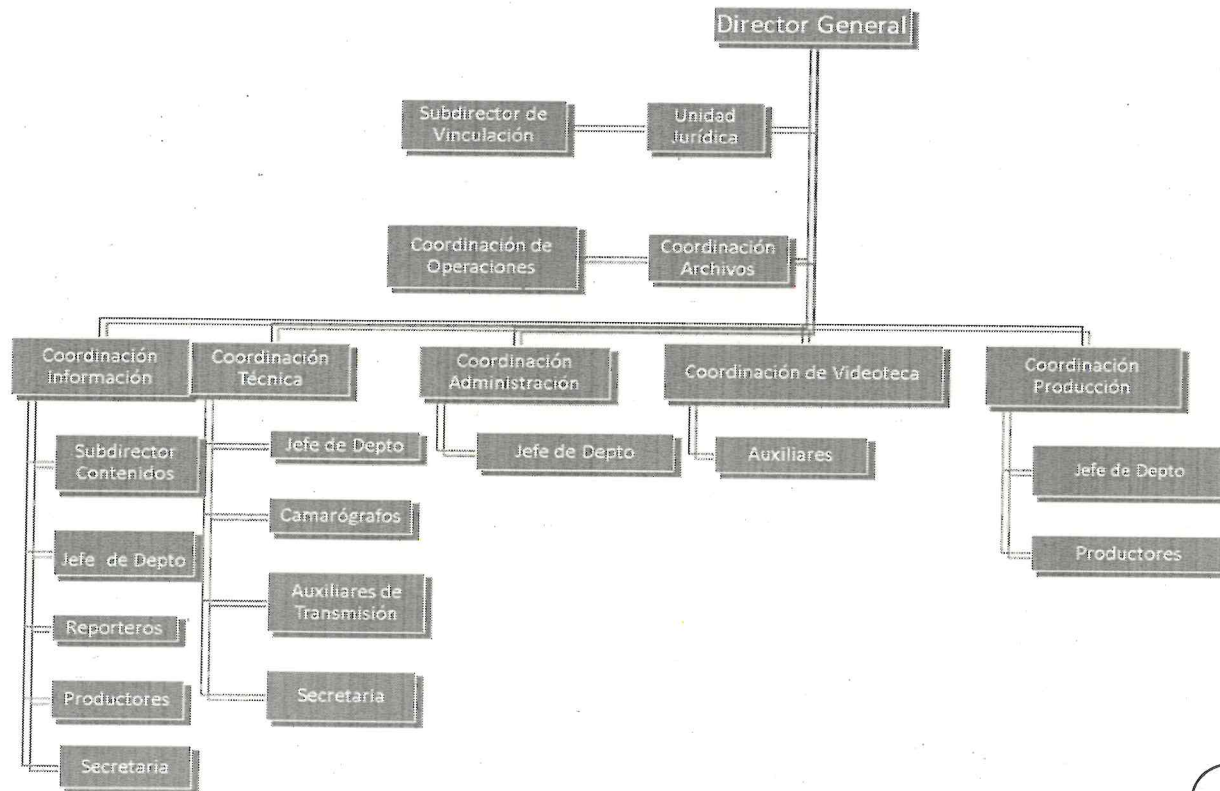 Director General
Subdirector de
Vinculación
Unidad
Jurídica
Coordinación de
Operaciones
Coordinación
Archivos
Coordinación
Información
Coordinación
Técnica
Coordinación
Administración
Coordinación de Videoteca
Coordinación
Producción
Subdirector
Contenidos
Jefe de Depto
Reporteros
Productores
Secretaria
Jefe de Depto
Camarógrafos
Auxiliares de
Transmisión
Secretaria
Jefe de Depto
Auxiliares
Jefe de Depto
Productores